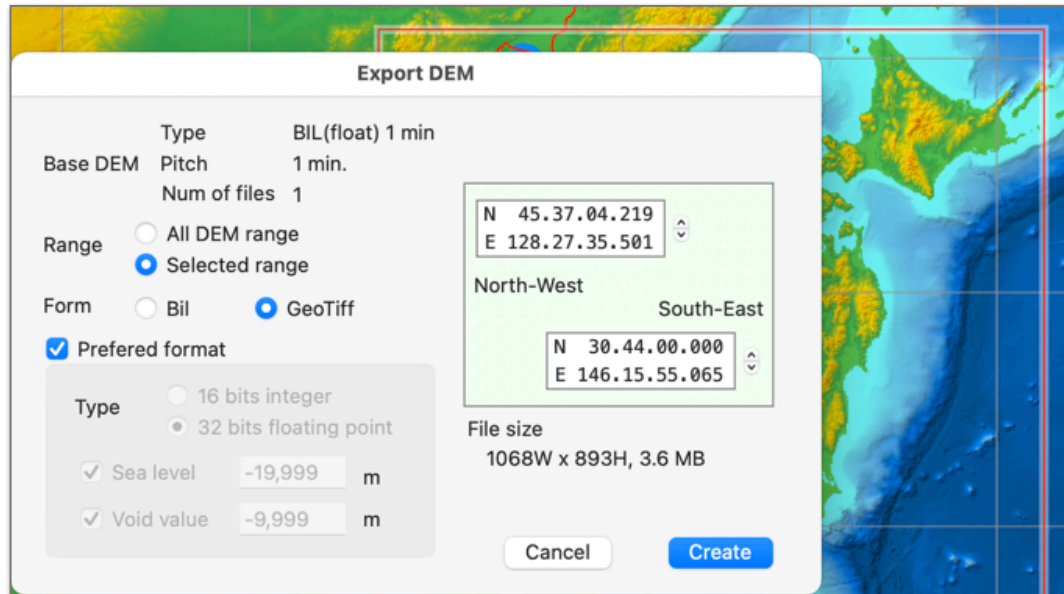 Export DEM
Type BIL(float) 1 min
Base DEM Pitch 1 min.
Num of files 1
Range All DEM range
Selected range
Form Bil GeoTiff
Prefered format
Type 16 bits integer
32 bits floating point
Sea level -19,999 m
Void value -9,999 m
N 45.37.04.219
E 128.27.35.501
North-West
South-East
N 30.44.00.000
E 146.15.55.065
File size
1068W x 893H, 3.6 MB
Cancel Create